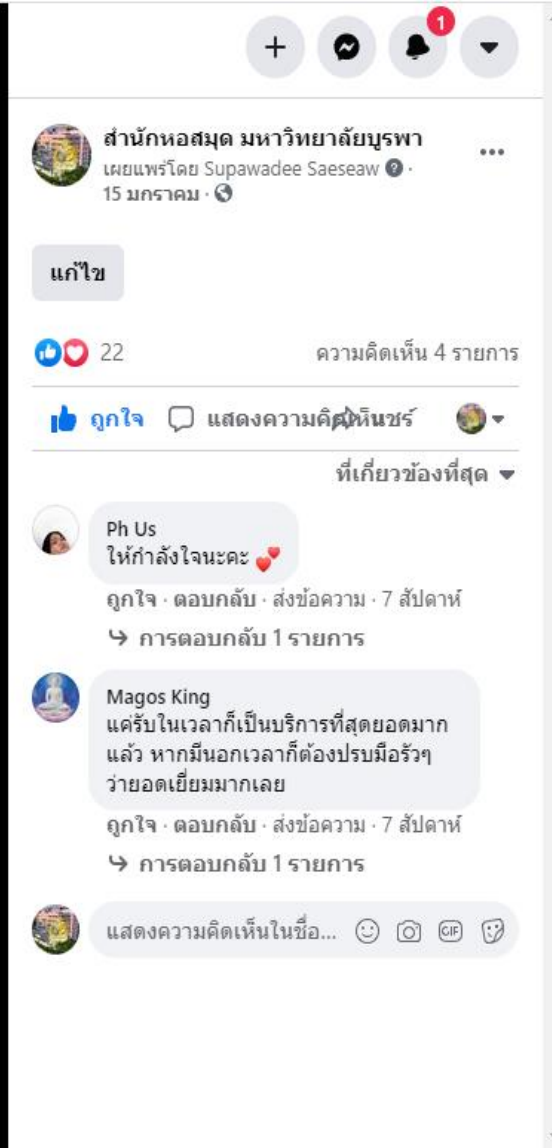 1
สำนักหอสมุด มหาวิทยาลัยบูรพา
เผยแพร่โดย Supawadee Saeseaw ·
15 มกราคม ·
แก้ไข
22
ความคิดเห็น 4 รายการ
ถูกใจ
แสดงความคิดเห็น
แชร์
ที่เกี่ยวข้องที่สุด
Ph Us
ให้กำลังใจนะคะ 💕
ถูกใจ · ตอบกลับ · ส่งข้อความ · 7 สัปดาห์
การตอบกลับ 1 รายการ
Magos King
แค่รับในเวลาก็เป็นบริการที่สุดยอดมาก
แล้ว หากมีนอกเวลาก็ต้องปรบมือรัวๆ
ว่ายอดเยี่ยมมากเลย
ถูกใจ · ตอบกลับ · ส่งข้อความ · 7 สัปดาห์
การตอบกลับ 1 รายการ
แสดงความคิดเห็นในชื่อ...
GIF